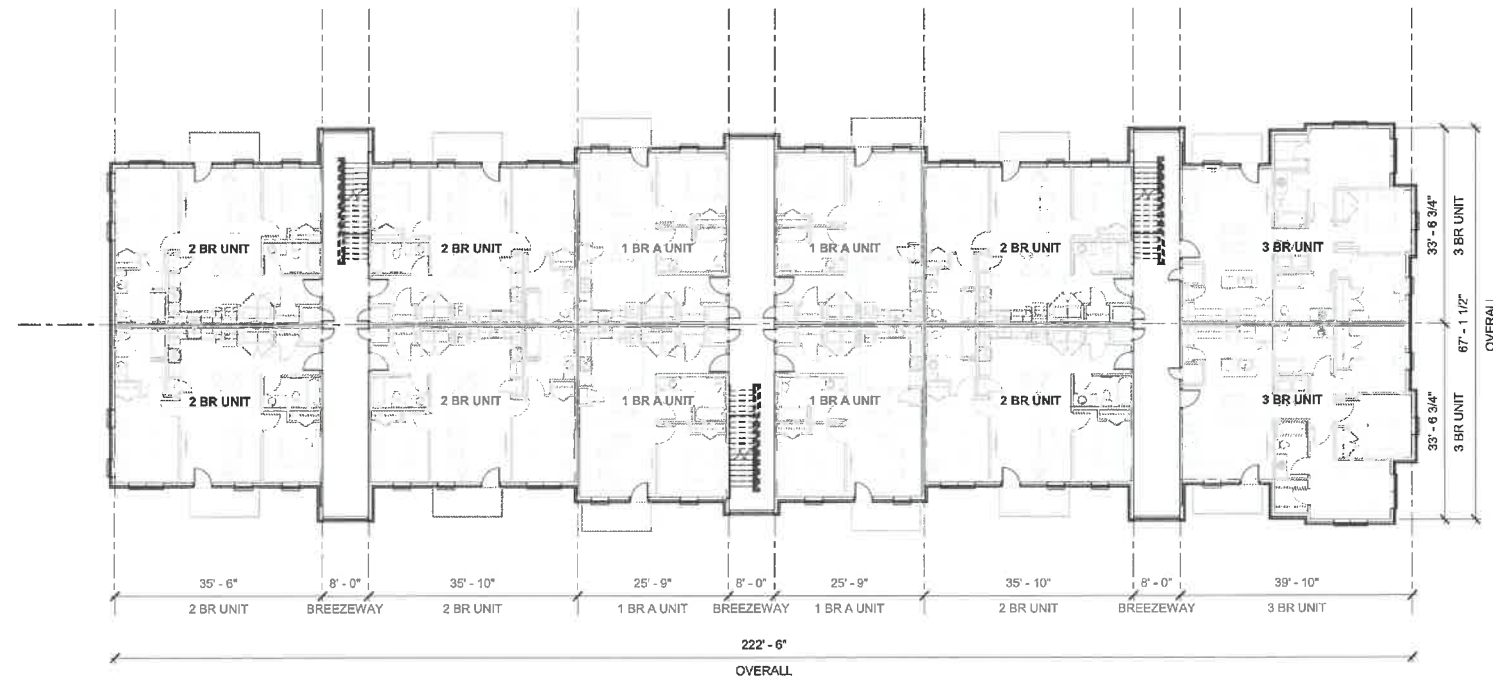 2 BR UNIT
2 BR UNIT
1 BR A UNIT
1 BR A UNIT
2 BR UNIT
3 BR UNIT
2 BR UNIT
2 BR UNIT
1 BR A UNIT
1 BR A UNIT
2 BR UNIT
3 BR UNIT
33' - 6 3/4"
3 BR UNIT
67' - 1 1/2"
OVERALL
33' - 6 3/4"
3 BR UNIT
35' - 6"
8' - 0"
35' - 10"
25' - 9"
8' - 0"
25' - 9"
35' - 10"
8' - 0"
39' - 10"
2 BR UNIT
BREEZEWAY
2 BR UNIT
1 BR A UNIT
BREEZEWAY
1 BR A UNIT
2 BR UNIT
BREEZEWAY
3 BR UNIT
222' - 6"
OVERALL